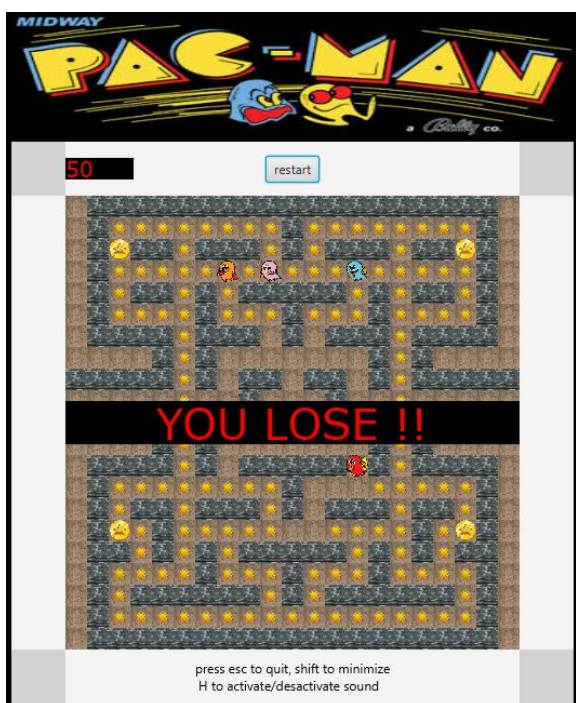 MIDWAY
PAC-MAN
a Bally co.
50
restart
YOU LOSE !!
press esc to quit, shift to minimize
H to activate/desactivate sound